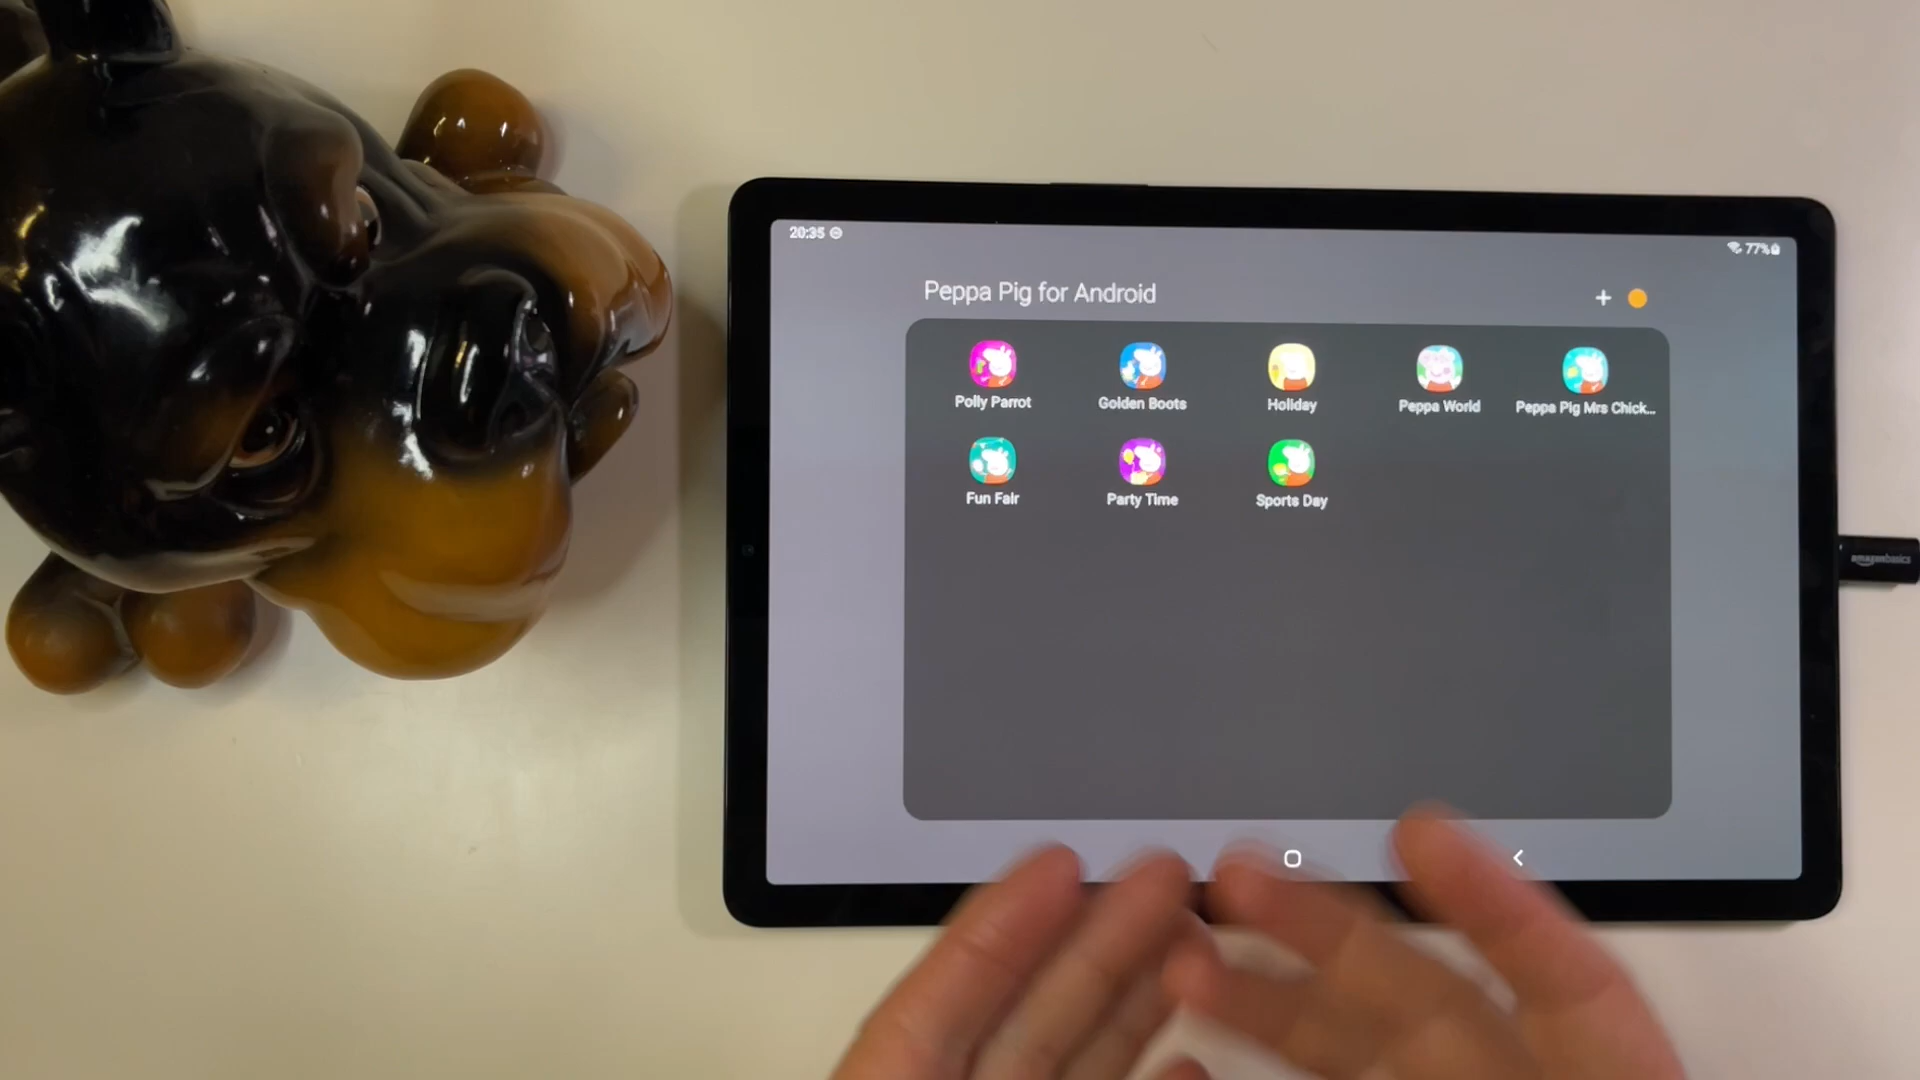 20:35
77%
Peppa Pig for Android
+
Polly Parrot
Golden Boots
Holiday
Peppa World
Peppa Pig Mrs Chick...
Fun Fair
Party Time
Sports Day
amazonbasics